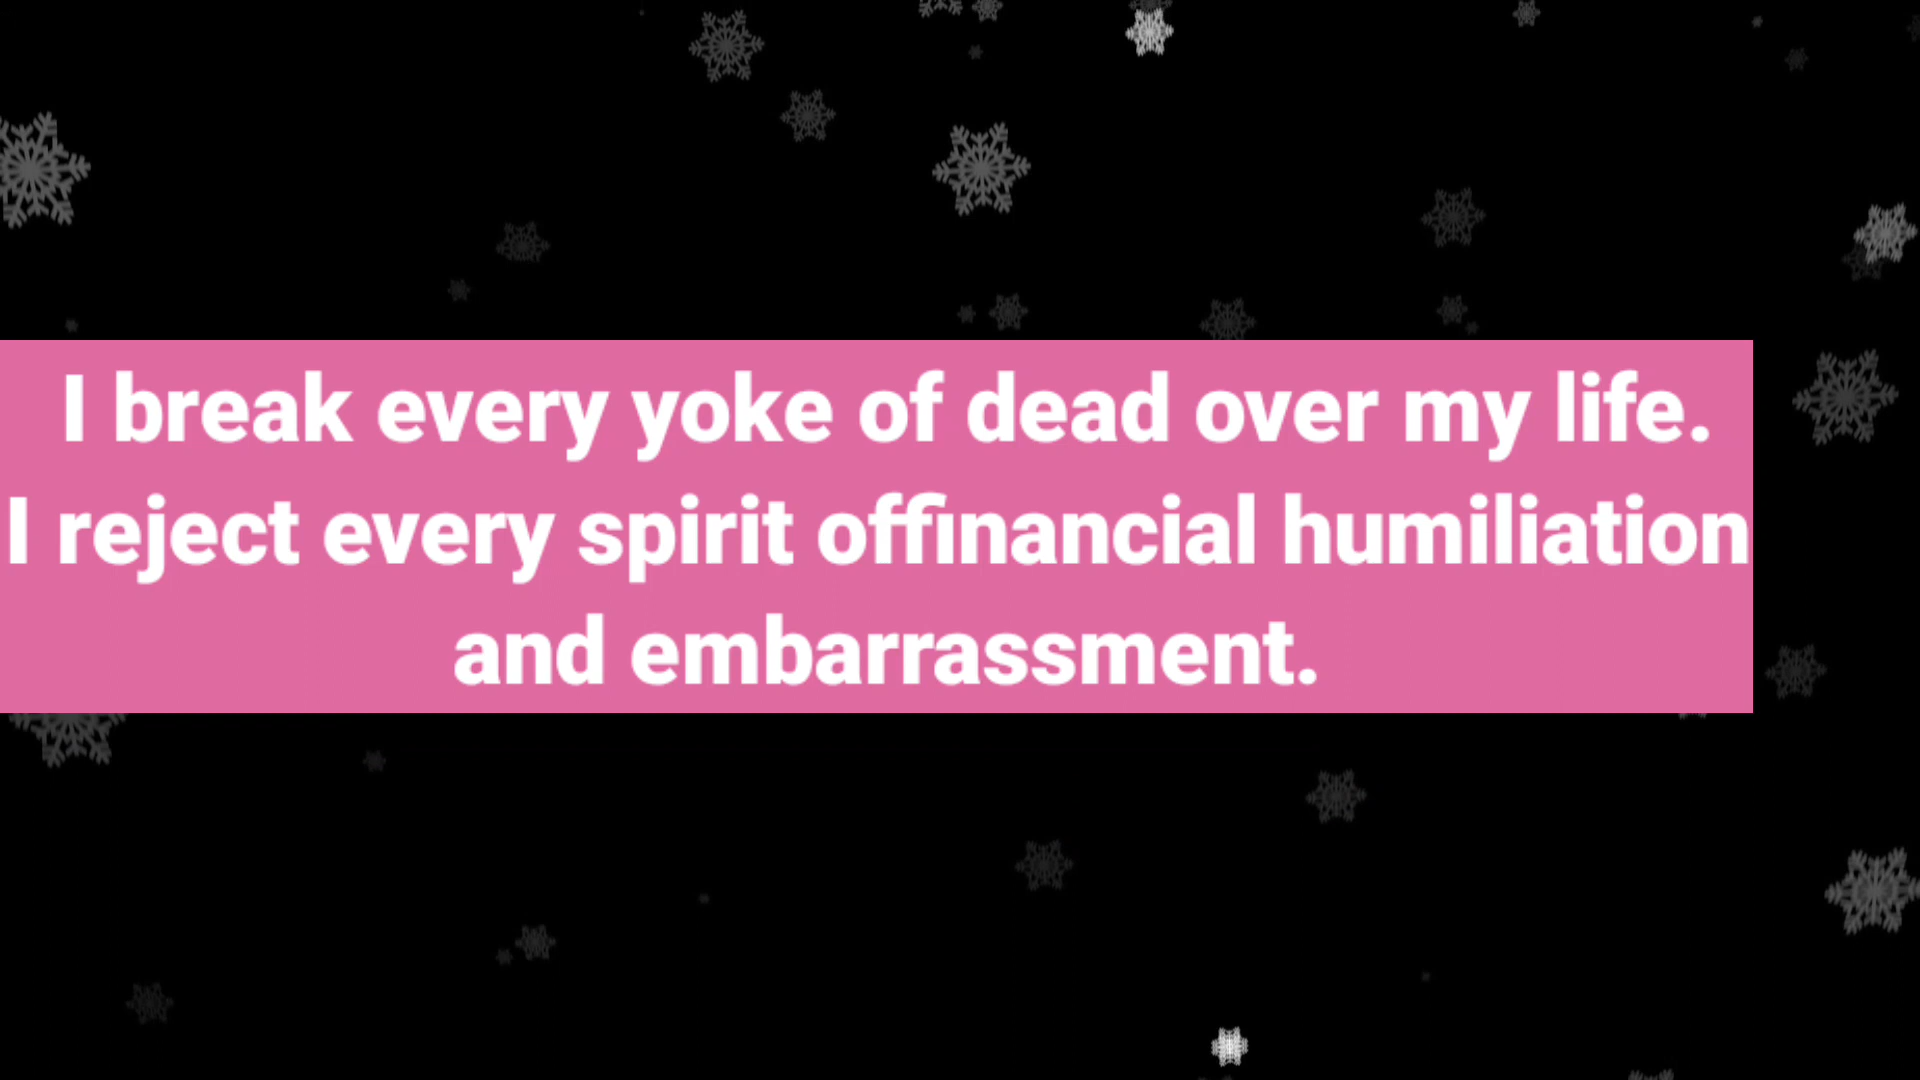 I break every yoke of dead over my life.
I reject every spirit offinancial humiliation
and embarrassment.